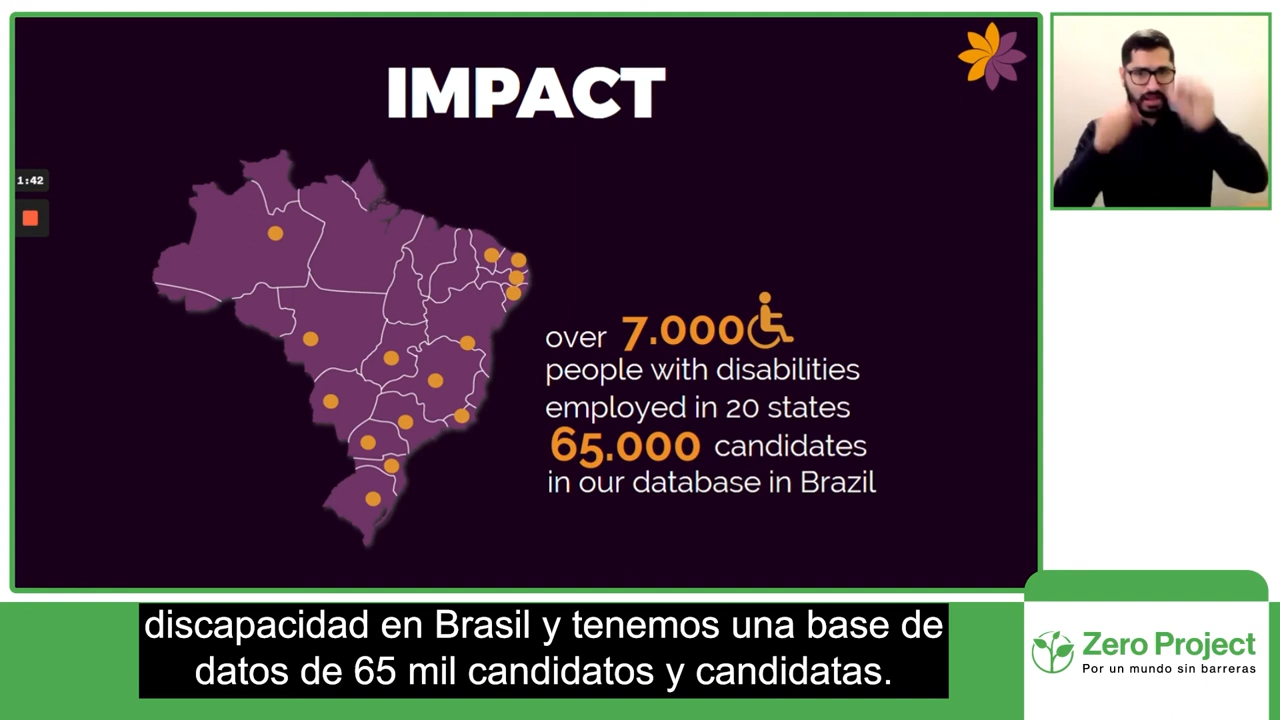 IMPACT
1:42
over 7.000
people with disabilities
employed in 20 states
65.000 candidates
in our database in Brazil
discapacidad en Brasil y tenemos una base de
datos de 65 mil candidatos y candidatas.
Zero Project
Por un mundo sin barreras